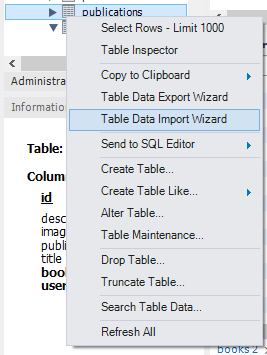 publications
Select Rows - Limit 1000
Table Inspector
Copy to Clipboard
Table Data Export Wizard
Table Data Import Wizard
Send to SQL Editor
Create Table...
Create Table Like...
Alter Table...
Table Maintenance...
Drop Table...
Truncate Table...
Search Table Data...
Refresh All
Administra
Information
Table:
Colum
id
desc
imag
publi
title
book
user
books 2